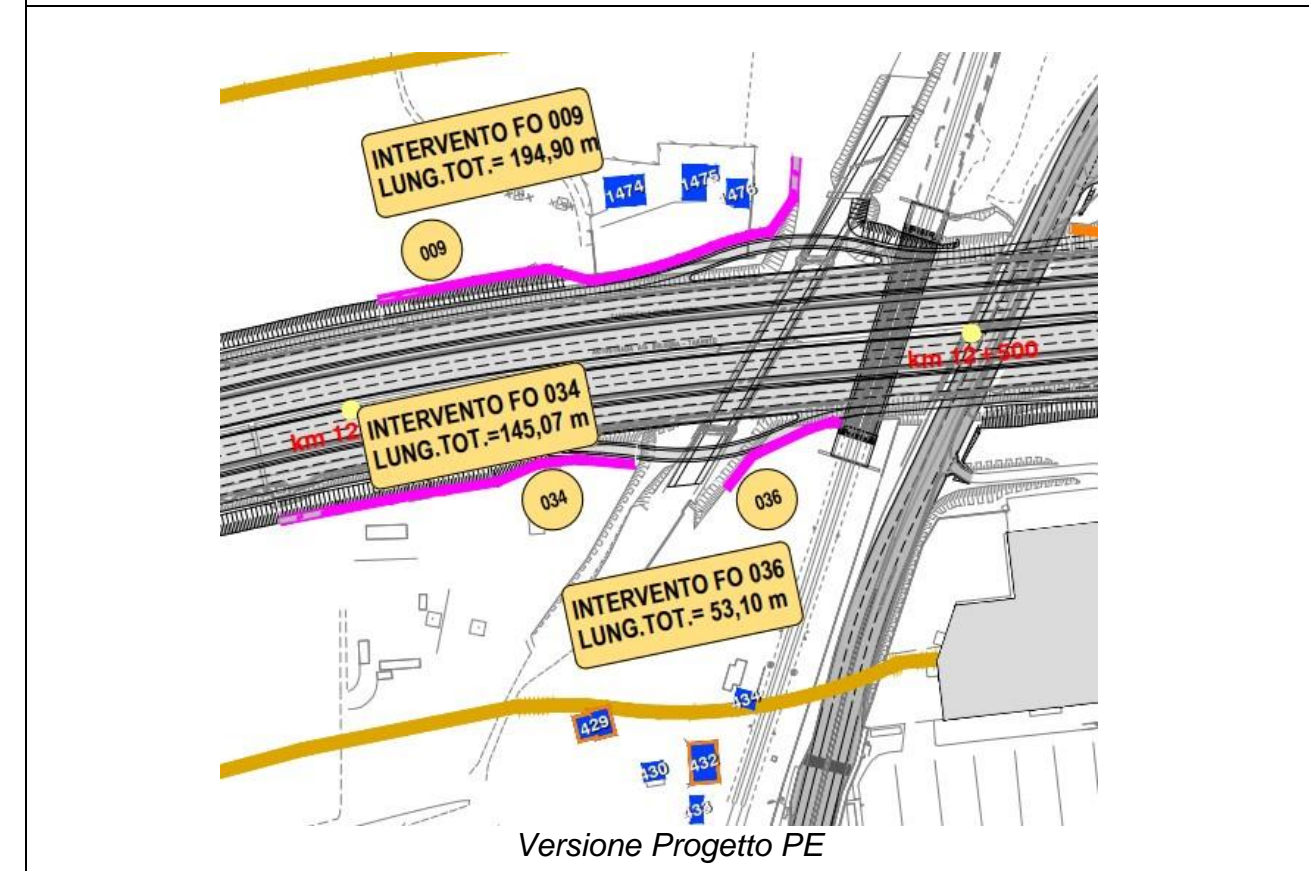 INTERVENTO FO 009
LUNG.TOT.= 194,90 m
1474
1475
1476
009
km 12+500
INTERVENTO FO 034
LUNG.TOT.=145,07 m
km 12
034
036
INTERVENTO FO 036
LUNG.TOT.= 53,10 m
434
429
430
432
433
Versione Progetto PE